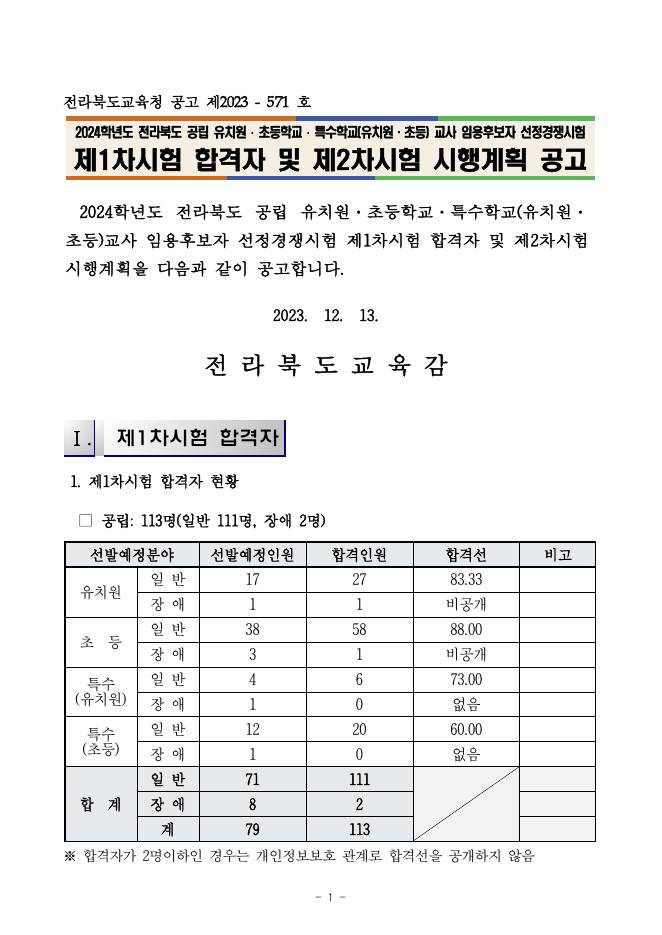 전라북도교육청 공고 제2023 - 571 호
2024학년도 전라북도 공립 유치원 · 초등학교 · 특수학교(유치원 · 초등) 교사 임용후보자 선정경쟁시험
제1차시험 합격자 및 제2차시험 시행계획 공고
2024학년도 전라북도 공립 유치원 · 초등학교 · 특수학교(유치원 ·
초등)교사 임용후보자 선정경쟁시험 제1차시험 합격자 및 제2차시험
시행계획을 다음과 같이 공고합니다.
2023. 12. 13.
전 라 북 도 교 육 감
Ⅰ. 제1차시험 합격자
1. 제1차시험 합격자 현황
□ 공립: 113명(일반 111명, 장애 2명)
선발예정분야 선발예정인원 합격인원 합격선 비고
유치원 일 반 17 27 83.33
장 애 1 1 비공개
초 등 일 반 38 58 88.00
장 애 3 1 비공개
특수 (유치원) 일 반 4 6 73.00
장 애 1 0 없음
특수 (초등) 일 반 12 20 60.00
장 애 1 0 없음
합 계 일 반 71 111
장 애 8 2
계 79 113
※ 합격자가 2명이하인 경우는 개인정보보호 관계로 합격선을 공개하지 않음
- 1 -